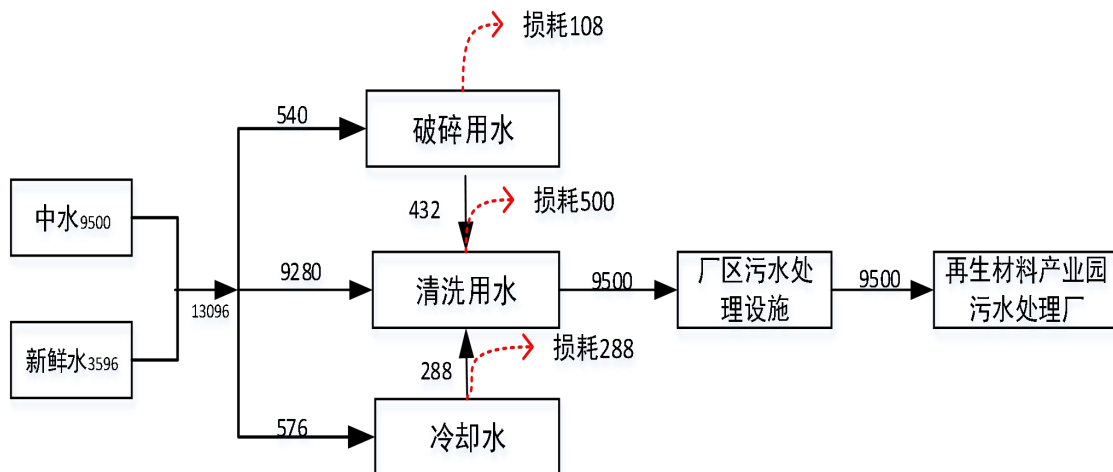 损耗108
540
破碎用水
中水9500
432
损耗500
9280
清洗用水
9500
厂区污水处
理设施
9500
再生材料产业园
污水处理厂
13096
新鲜水3596
288
损耗288
576
冷却水